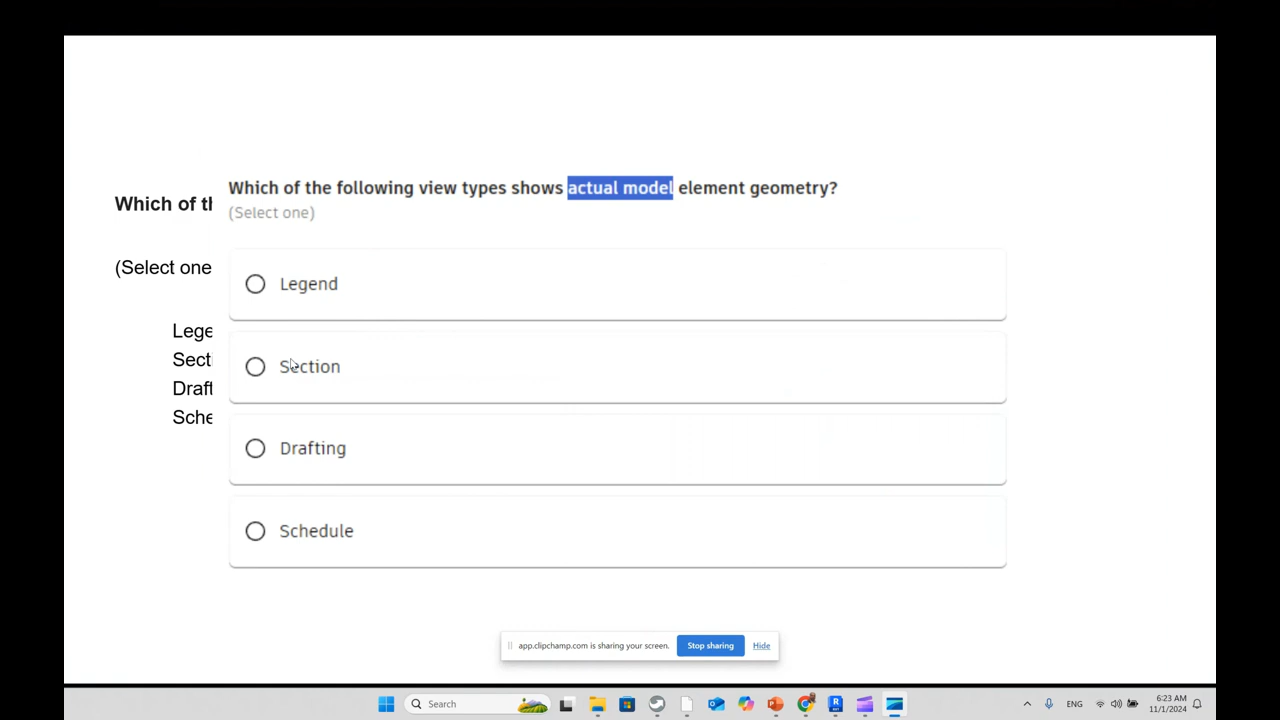 Which of the following view types shows actual model element geometry?
(Select one)
Which of th
(Select one
Legend
Lege
Section
Secti
Draft
Drafting
Sche
Schedule
app.clipchamp.com is sharing your screen. Stop sharing Hide
Search
ENG
6:23 AM
11/1/2024